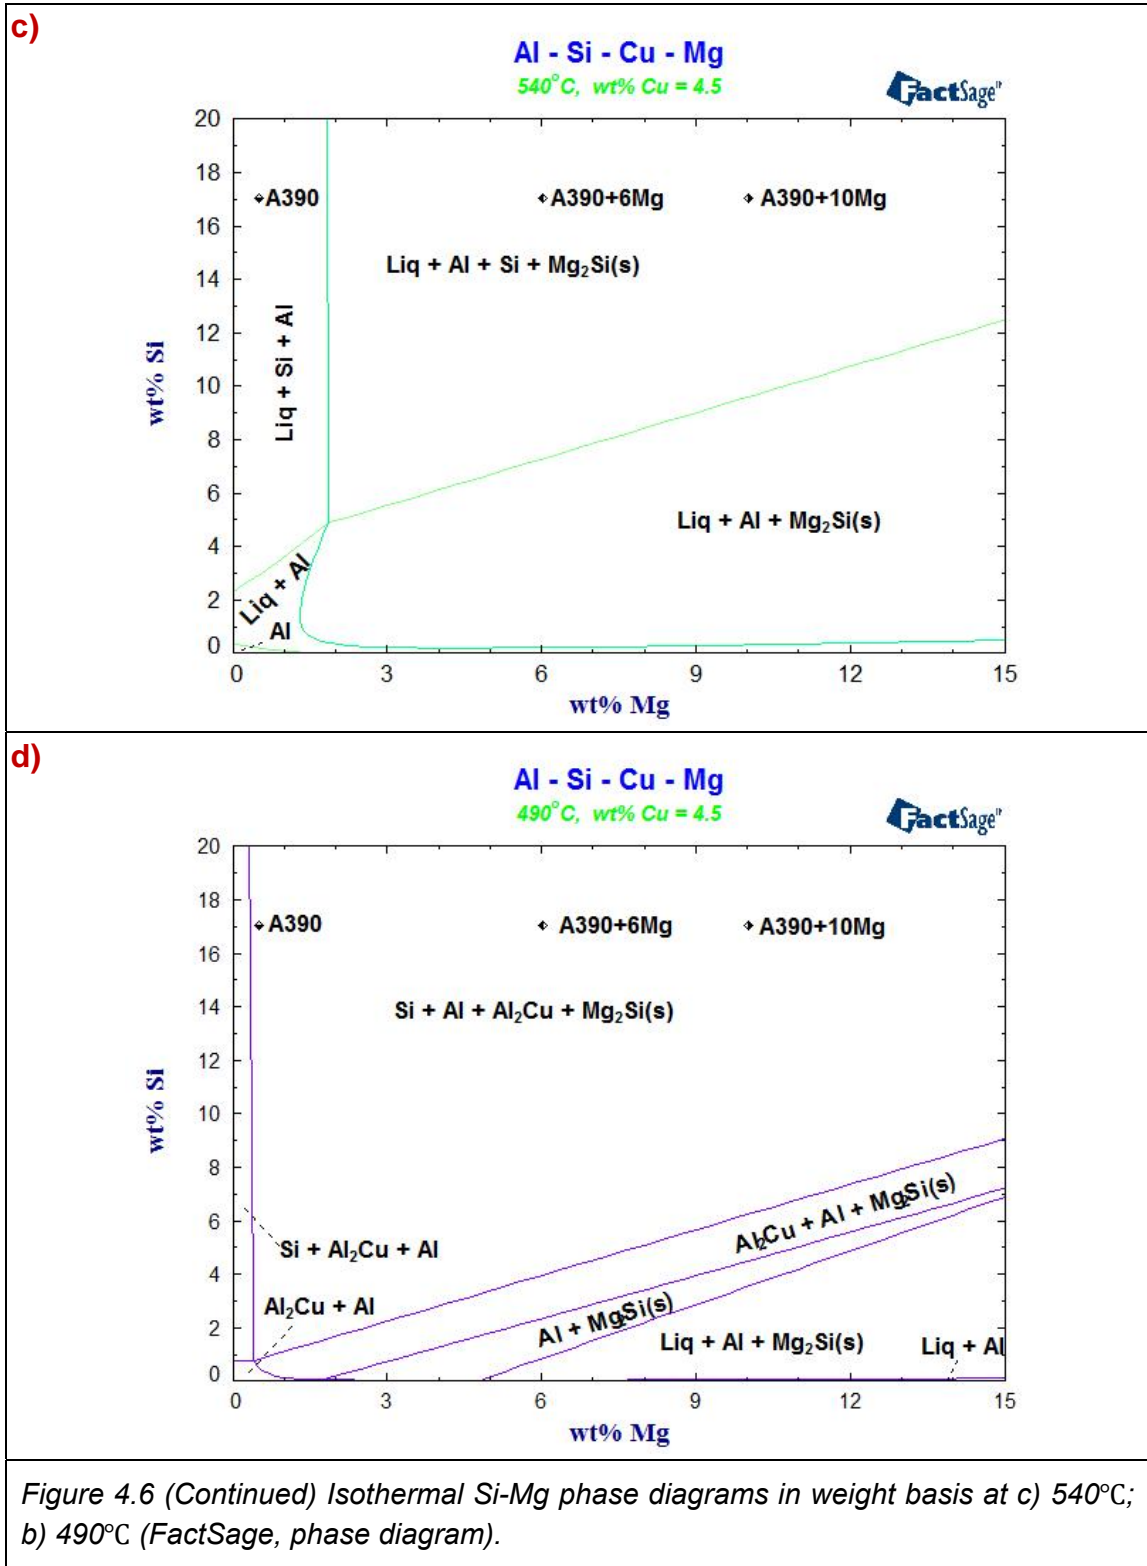 c)
Al - Si - Cu - Mg
540°C, wt% Cu = 4.5
FactSage™
20
18
16
14
12
10
8
6
4
2
0
wt% Si
A390
A390+6Mg
A390+10Mg
Liq + Al + Si + Mg₂Si(s)
Liq + Si + Al
Liq + Al + Mg₂Si(s)
Liq + Al
Al
0 3 6 9 12 15
wt% Mg
d)
Al - Si - Cu - Mg
490°C, wt% Cu = 4.5
FactSage™
20
18
16
14
12
10
8
6
4
2
0
wt% Si
A390
A390+6Mg
A390+10Mg
Si + Al + Al₂Cu + Mg₂Si(s)
Al₂Cu + Al + Mg₂Si(s)
Si + Al₂Cu + Al
Al₂Cu + Al
Al + Mg₂Si(s)
Liq + Al + Mg₂Si(s)
Liq + Al
0 3 6 9 12 15
wt% Mg
Figure 4.6 (Continued) Isothermal Si-Mg phase diagrams in weight basis at c) 540℃;
b) 490℃ (FactSage, phase diagram).